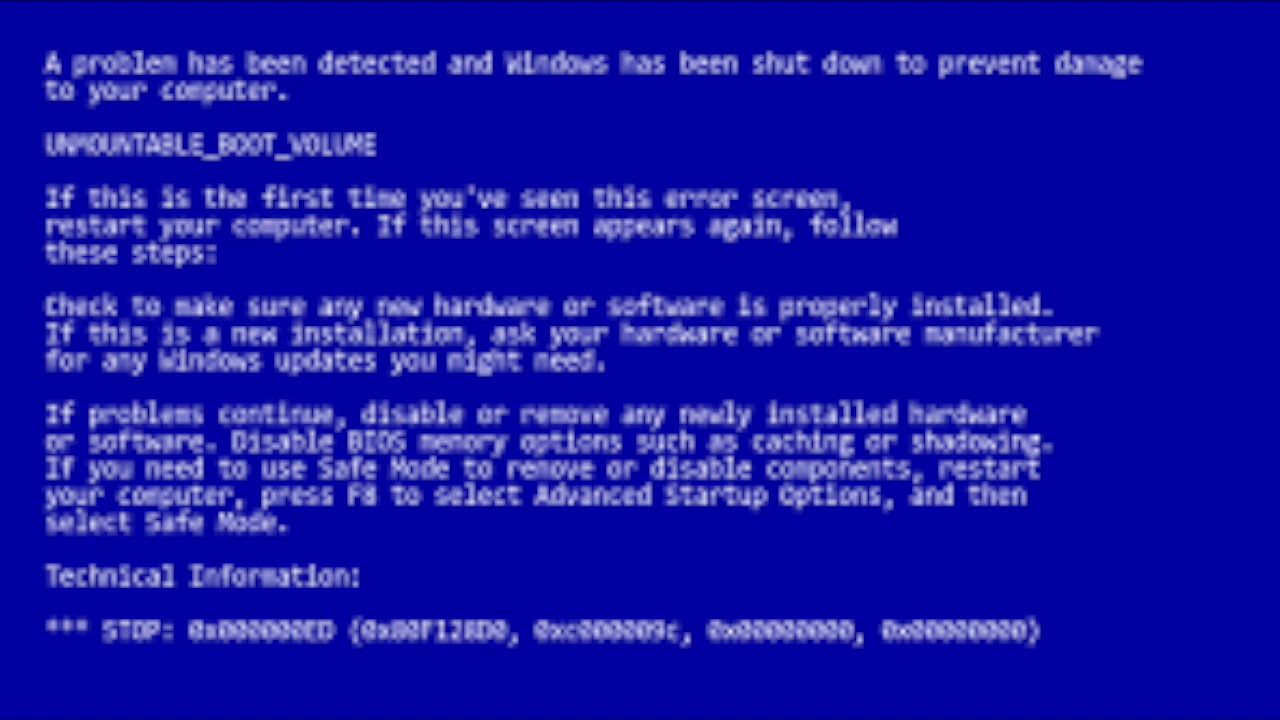 A problem has been detected and Windows has been shut down to prevent damage
to your computer.
UNMOUNTABLE_BOOT_VOLUME
If this is the first time you've seen this error screen,
restart your computer. If this screen appears again, follow
these steps:
Check to make sure any new hardware or software is properly installed.
If this is a new installation, ask your hardware or software manufacturer
for any Windows updates you might need.
If problems continue, disable or remove any newly installed hardware
or software. Disable BIOS memory options such as caching or shadowing.
If you need to use Safe Mode to remove or disable components, restart
your computer, press F8 to select Advanced Startup Options, and then
select Safe Mode.
Technical Information:
*** STOP: 0x000000ED (0x80F128D0, 0xc000009c, 0x00000000, 0x00000000)